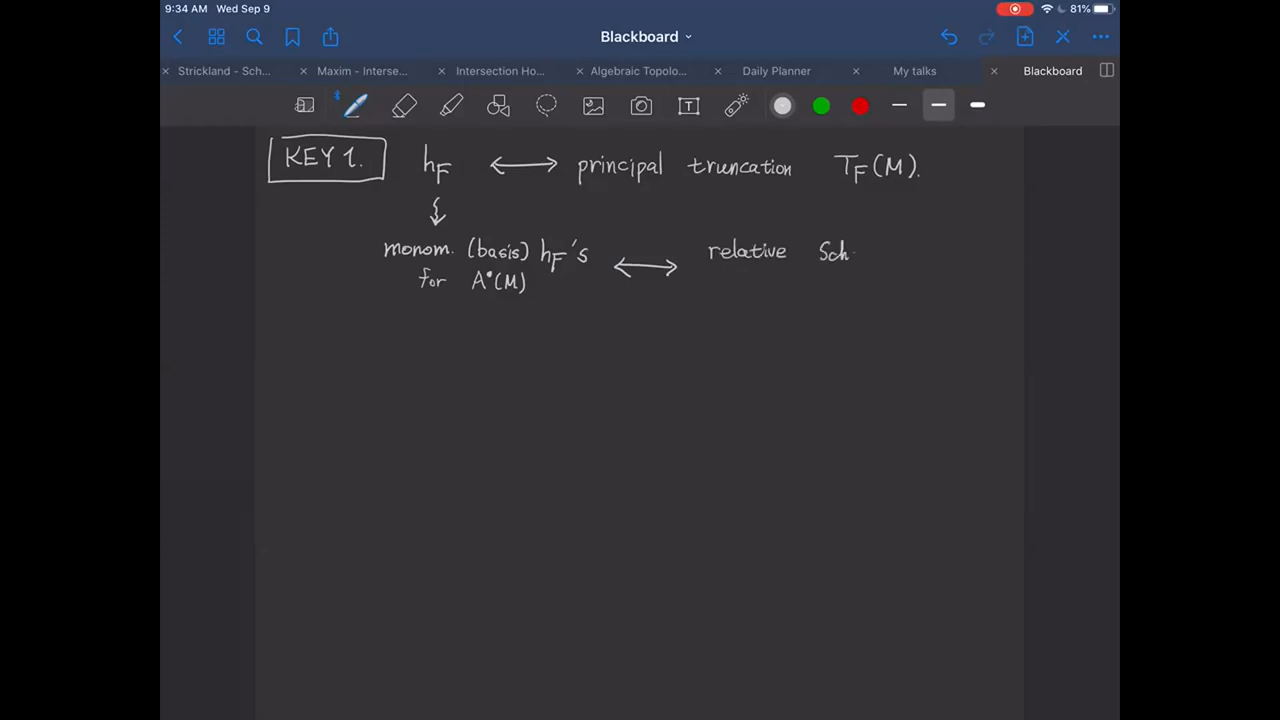 9:34 AM Wed Sep 9
81%
Blackboard
Strickland - Sch...
Maxim - Interse...
Intersection Ho...
Algebraic Topolo...
Daily Planner
My talks
Blackboard
KEY 1. h_F ⟷ principal truncation T_F(M).
monom. (basis) h_F's ⟷ relative Sch
for A•(M)